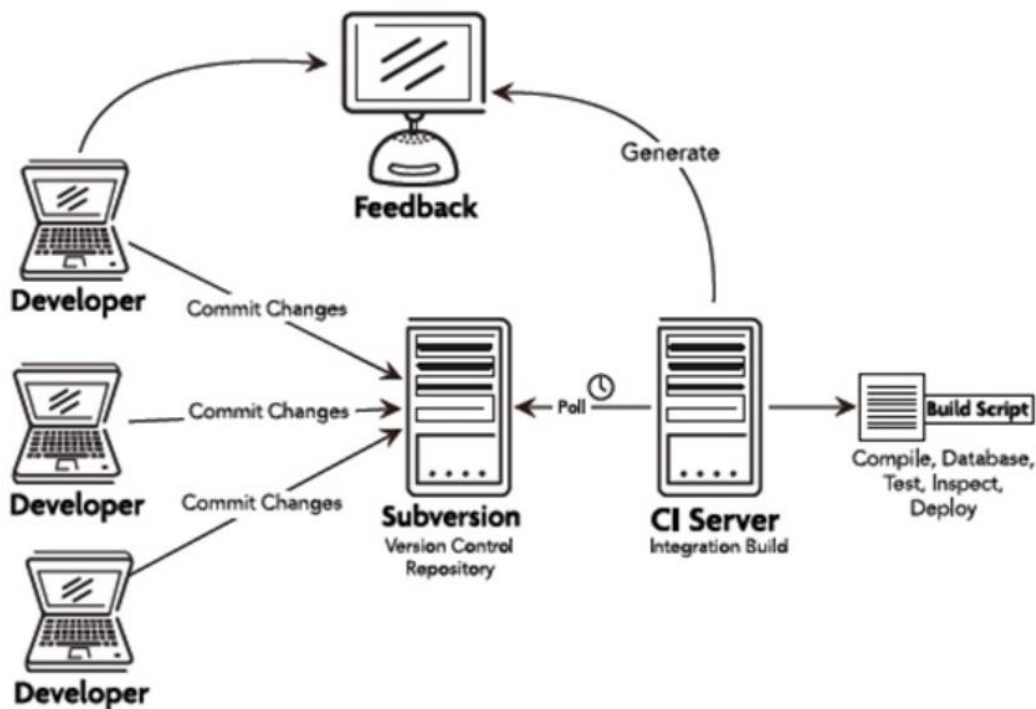 Generate
Feedback
Developer
Commit Changes
Poll
Build Script
Commit Changes
Compile, Database,
Test, Inspect,
Deploy
Developer
Commit Changes
Subversion
Version Control
Repository
CI Server
Integration Build
Developer